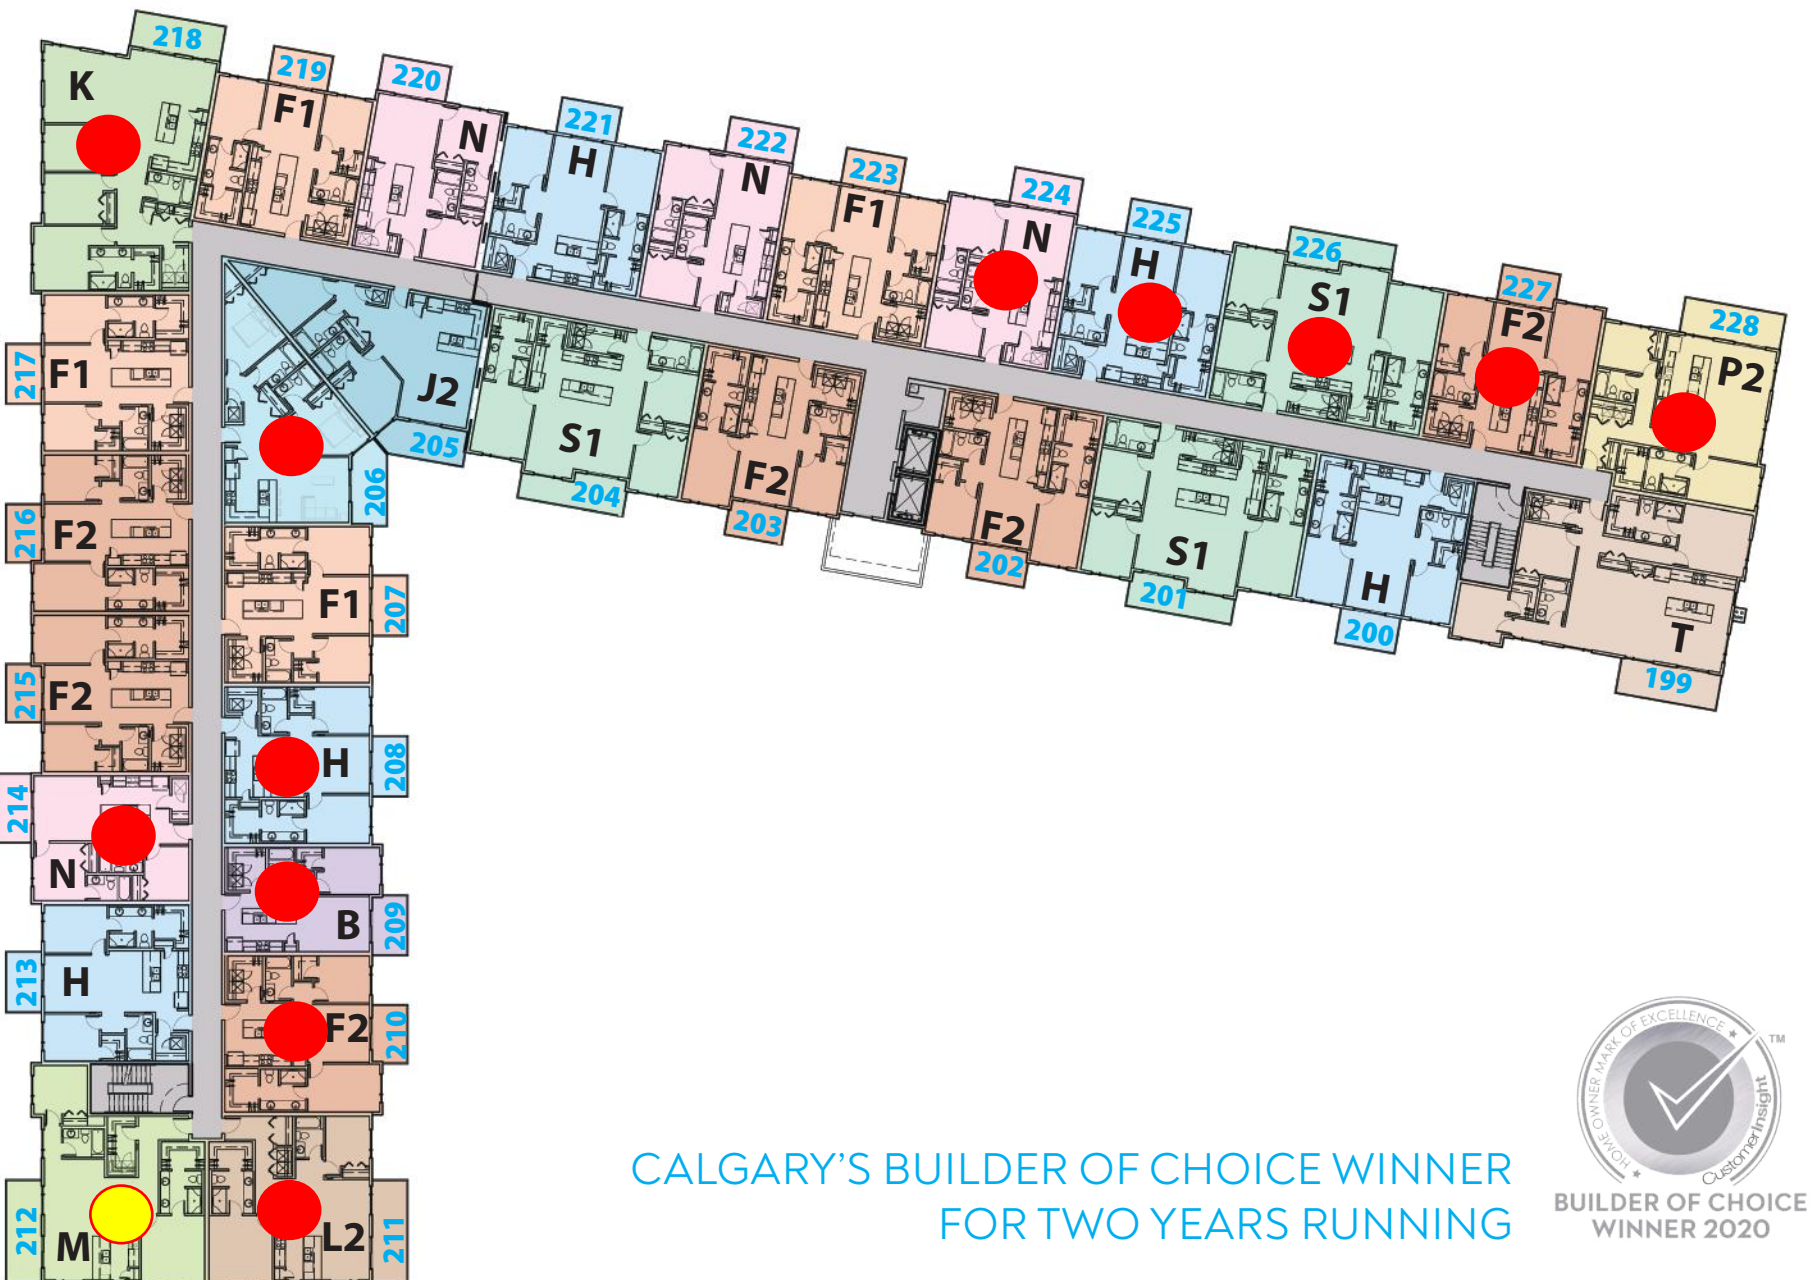 218
K
219
F1
220
N
221
H
222
N
223
F1
224
N
225
H
226
S1
227
F2
228
P2
217
F1
J2
205
206
S1
204
F2
203
F2
202
S1
201
H
200
T
199
216
F2
F1
207
215
F2
H
208
214
N
B
209
213
H
F2
210
212
M
L2
211
CALGARY'S BUILDER OF CHOICE WINNER
FOR TWO YEARS RUNNING
HOME OWNER MARK OF EXCELLENCE
CustomerInsight
TM
BUILDER OF CHOICE
WINNER 2020